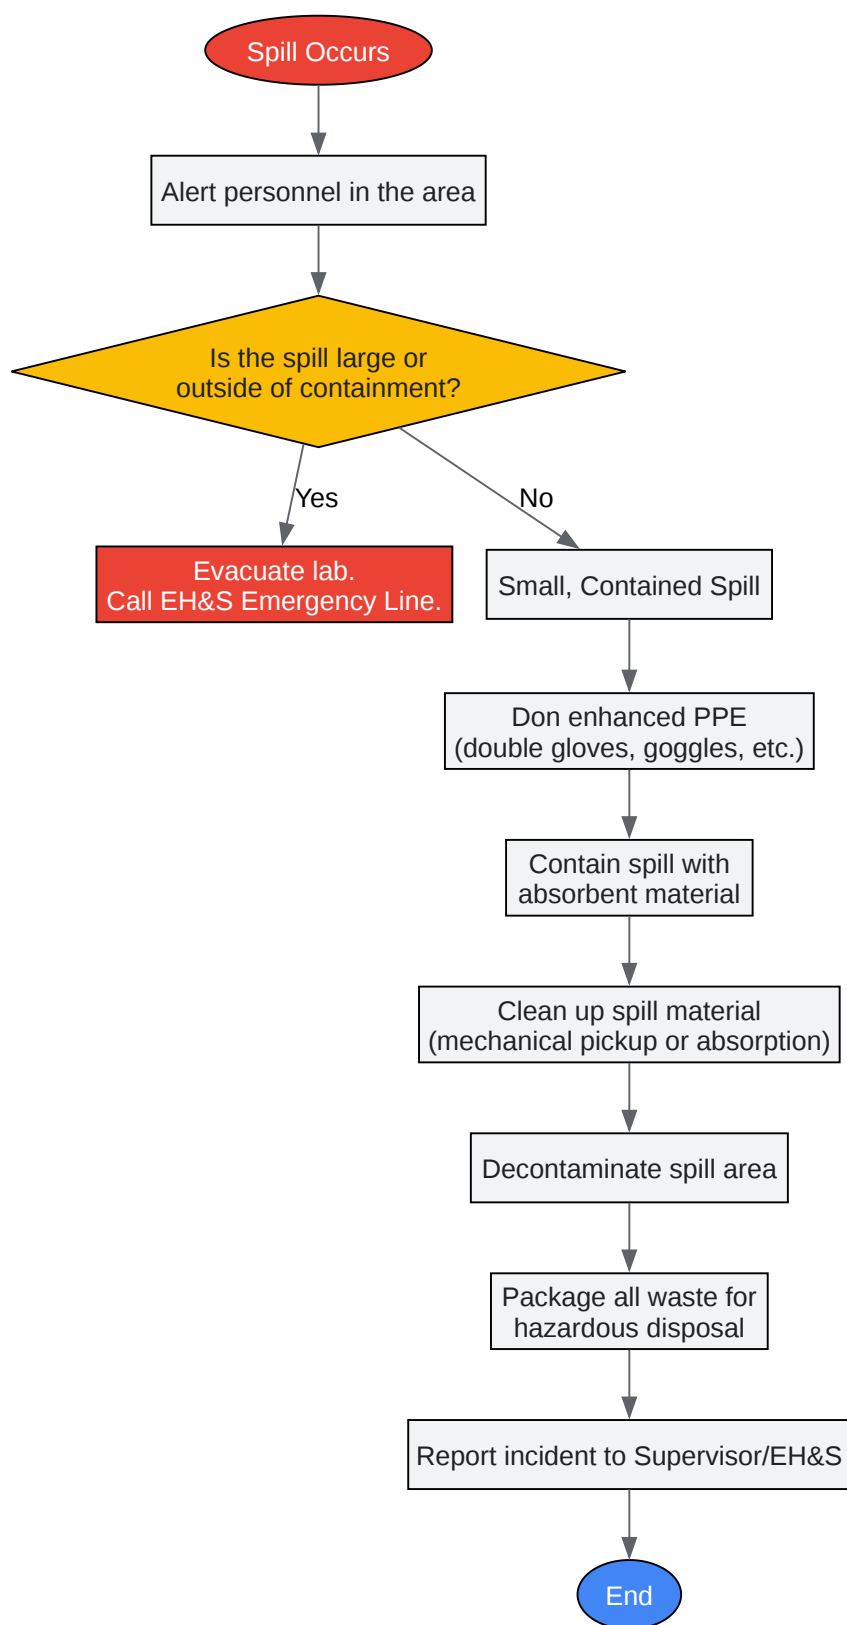 Spill Occurs
Alert personnel in the area
Is the spill large or
outside of containment?
Yes
No
Evacuate lab.
Call EH&S Emergency Line.
Small, Contained Spill
Don enhanced PPE
(double gloves, goggles, etc.)
Contain spill with
absorbent material
Clean up spill material
(mechanical pickup or absorption)
Decontaminate spill area
Package all waste for
hazardous disposal
Report incident to Supervisor/EH&S
End